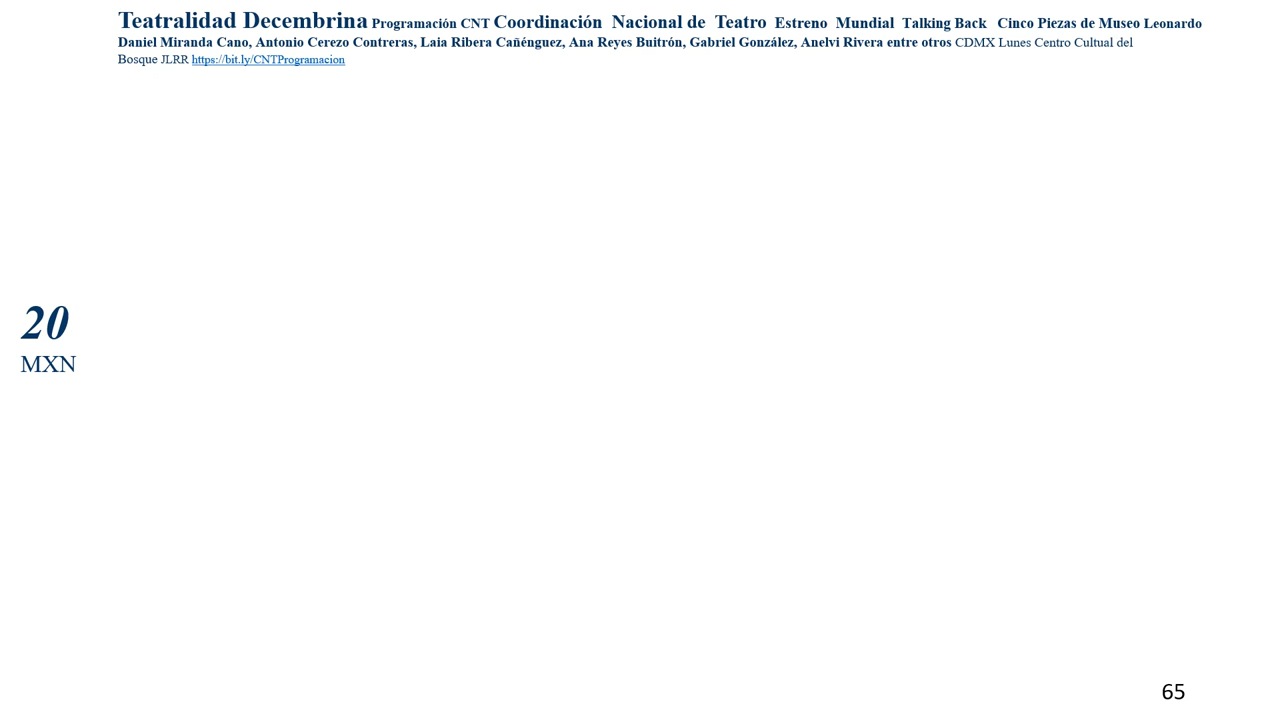 Teatralidad Decembrina Programación CNT Coordinación Nacional de Teatro Estreno Mundial Talking Back Cinco Piezas de Museo Leonardo
Daniel Miranda Cano, Antonio Cerezo Contreras, Laia Ribera Cañénguez, Ana Reyes Buitrón, Gabriel González, Anelvi Rivera entre otros CDMX Lunes Centro Cultual del
Bosque JLRR https://bit.ly/CNTProgramacion
20
MXN
65